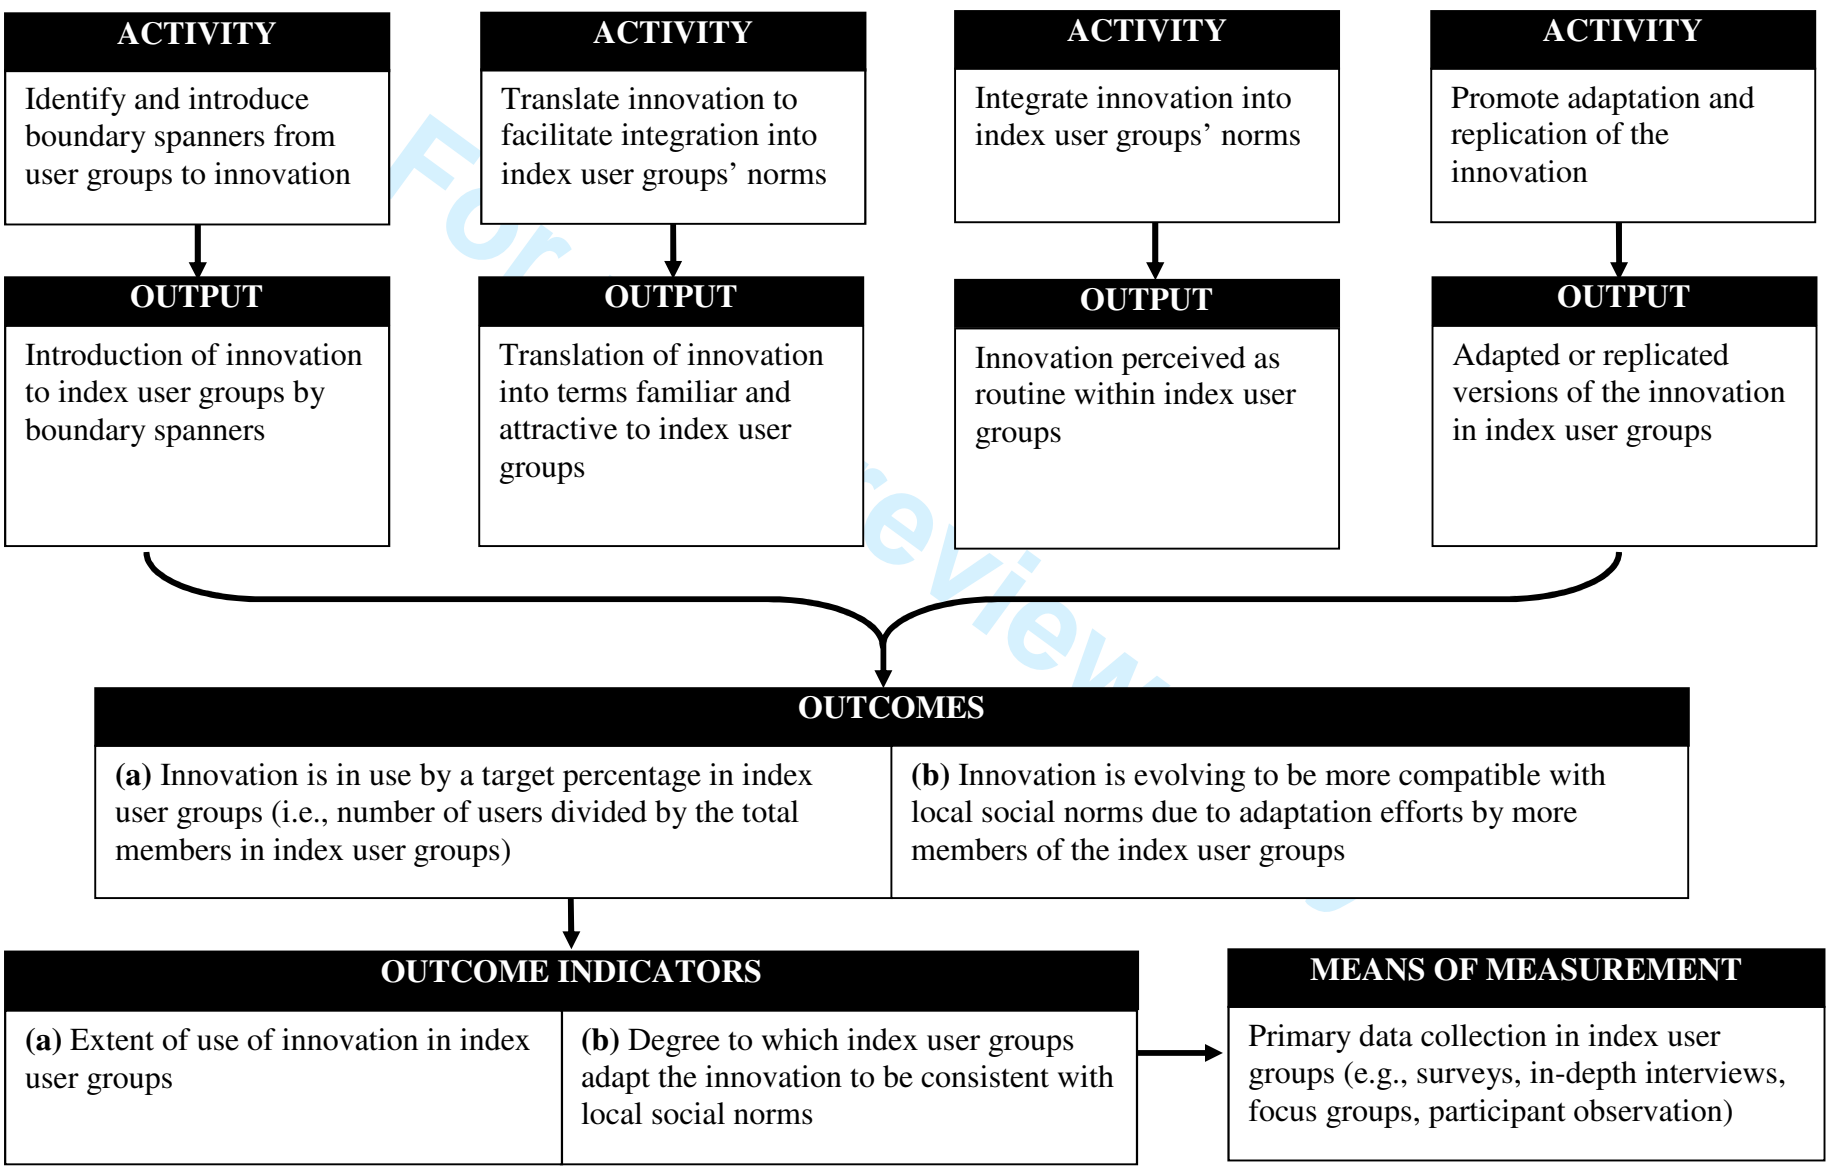 ACTIVITY
Identify and introduce
boundary spanners from
user groups to innovation
ACTIVITY
Translate innovation to
facilitate integration into
index user groups’ norms
ACTIVITY
Integrate innovation into
index user groups’ norms
ACTIVITY
Promote adaptation and
replication of the
innovation
OUTPUT
Introduction of innovation
to index user groups by
boundary spanners
OUTPUT
Translation of innovation
into terms familiar and
attractive to index user
groups
OUTPUT
Innovation perceived as
routine within index user
groups
OUTPUT
Adapted or replicated
versions of the innovation
in index user groups
OUTCOMES
(a) Innovation is in use by a target percentage in index
user groups (i.e., number of users divided by the total
members in index user groups)
(b) Innovation is evolving to be more compatible with
local social norms due to adaptation efforts by more
members of the index user groups
OUTCOME INDICATORS
(a) Extent of use of innovation in index
user groups
(b) Degree to which index user groups
adapt the innovation to be consistent with
local social norms
MEANS OF MEASUREMENT
Primary data collection in index user
groups (e.g., surveys, in-depth interviews,
focus groups, participant observation)
For